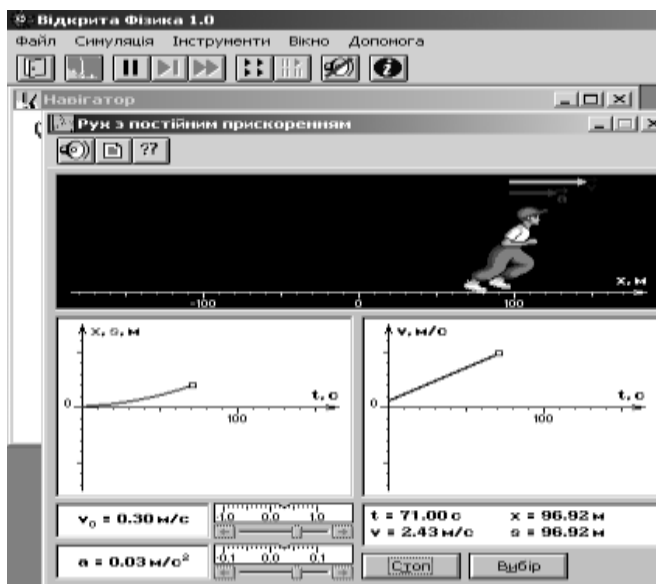 Відкрита Фізика 1.0
Файл Симуляція Інструменти Вікно Допомога
Навігатор
Рух з постійним прискоренням
??
v
a
x, м
-100 0 100
x, s, м
v, м/с
0
t, c
100
0
t, c
100
v₀ = 0.30 м/с
-1.0 0.0 1.0
a = 0.03 м/с²
-0.1 0.0 0.1
t = 71.00 c x = 96.92 м
v = 2.43 м/с s = 96.92 м
Стоп Выбір